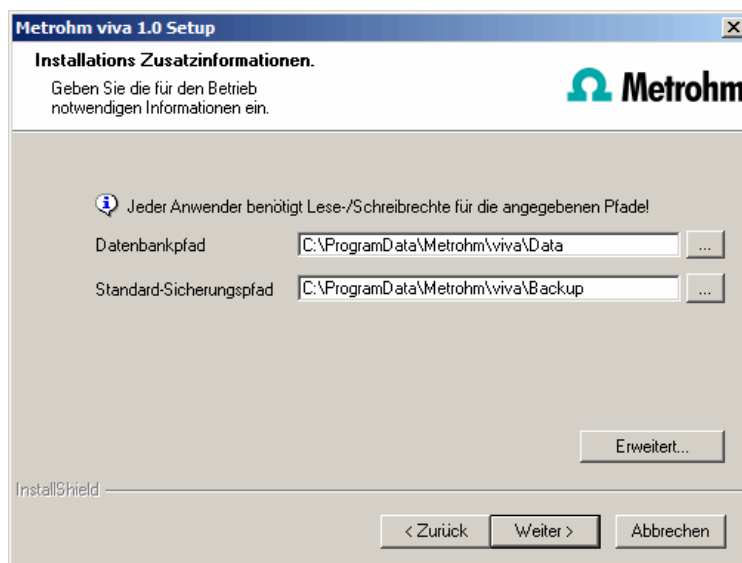 Metrohm viva 1.0 Setup
Installations Zusatzinformationen.
Geben Sie die für den Betrieb
notwendigen Informationen ein.
Metrohm
Jeder Anwender benötigt Lese-/Schreibrechte für die angegebenen Pfade!
Datenbankpfad C:\ProgramData\Metrohm\viva\Data ...
Standard-Sicherungspfad C:\ProgramData\Metrohm\viva\Backup ...
Erweitert...
InstallShield
< Zurück Weiter > Abbrechen